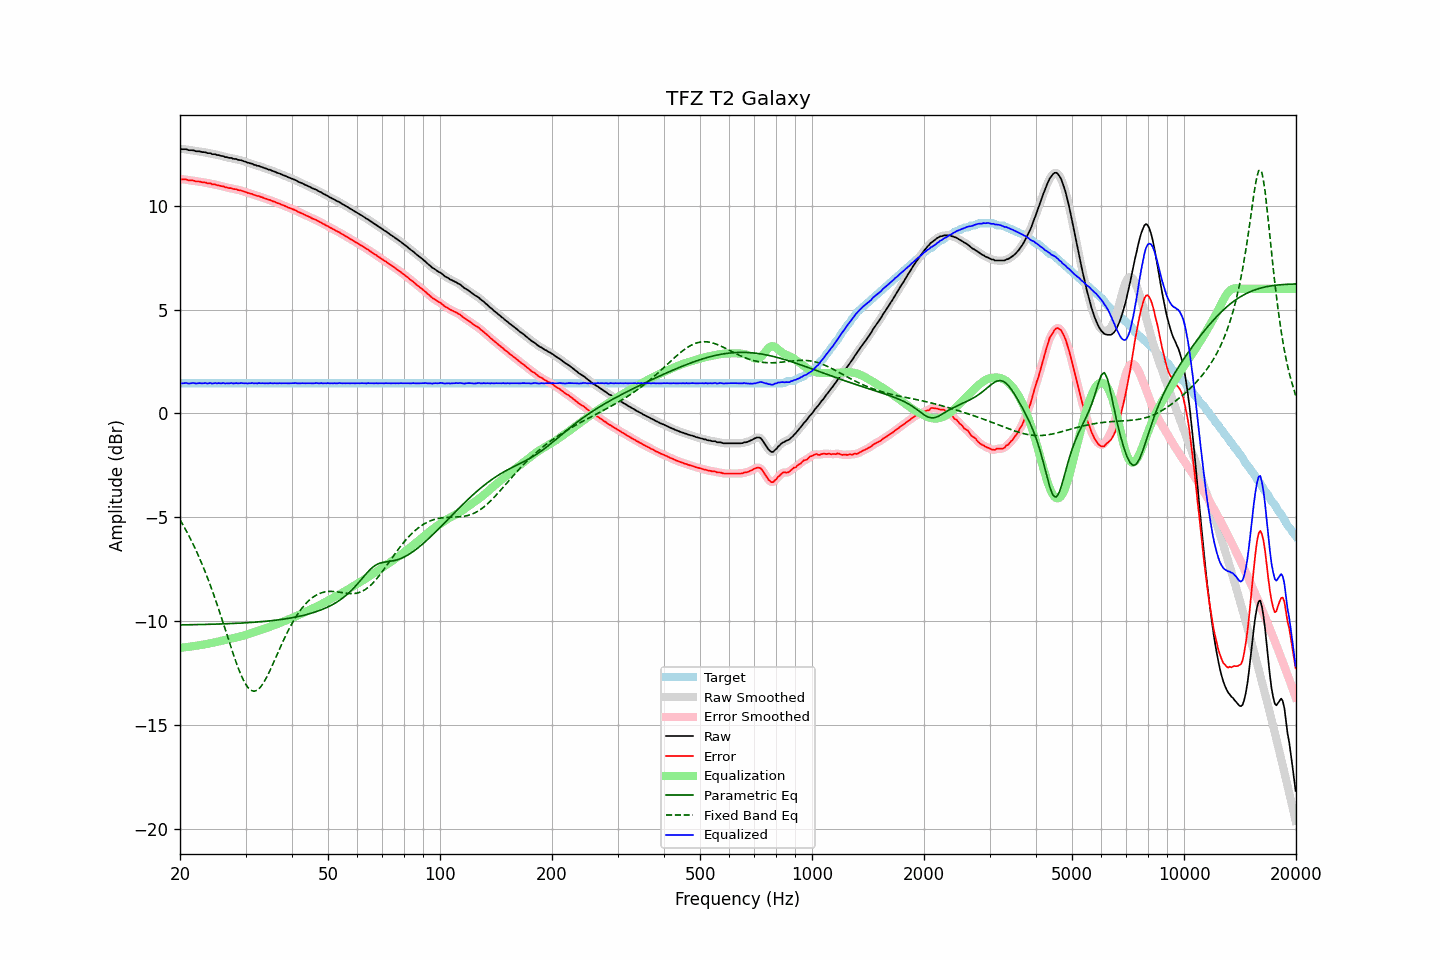 TFZ T2 Galaxy
Amplitude (dBr)
10
5
0
−5
−10
−15
−20
Target
Raw Smoothed
Error Smoothed
Raw
Error
Equalization
Parametric Eq
Fixed Band Eq
Equalized
20 50 100 200 500 1000 2000 5000 10000 20000
Frequency (Hz)